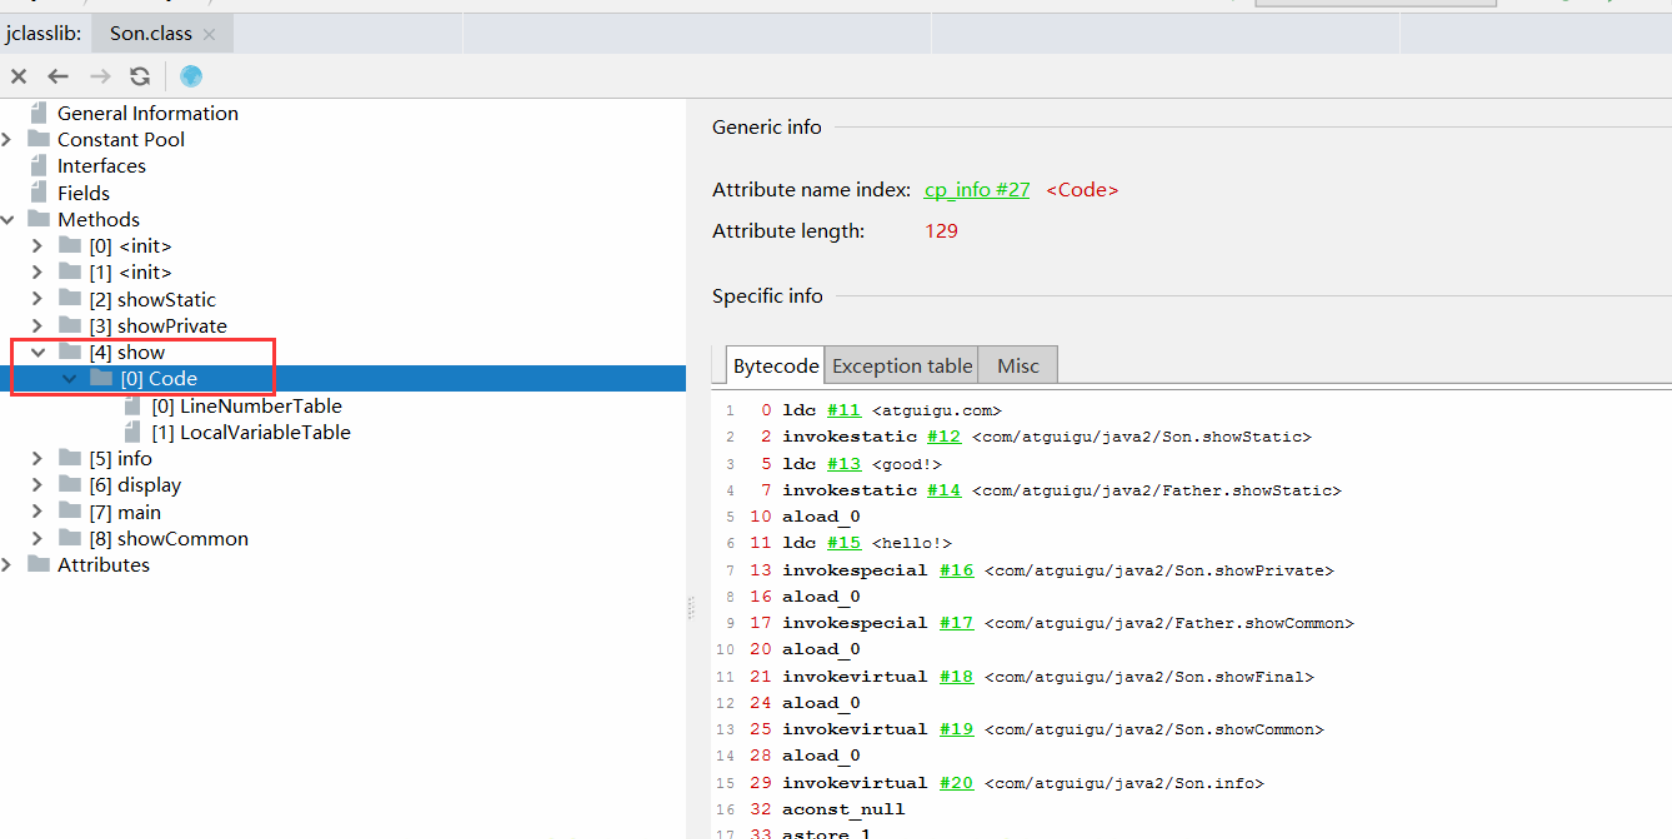 jclasslib: Son.class
General Information
Constant Pool
Interfaces
Fields
Methods
[0] <init>
[1] <init>
[2] showStatic
[3] showPrivate
[4] show
[0] Code
[0] LineNumberTable
[1] LocalVariableTable
[5] info
[6] display
[7] main
[8] showCommon
Attributes
Generic info
Attribute name index: cp_info #27 <Code>
Attribute length: 129
Specific info
Bytecode Exception table Misc
1 0 ldc #11 <atguigu.com>
2 2 invokestatic #12 <com/atguigu/java2/Son.showStatic>
3 5 ldc #13 <good!>
4 7 invokestatic #14 <com/atguigu/java2/Father.showStatic>
5 10 aload_0
6 11 ldc #15 <hello!>
7 13 invokespecial #16 <com/atguigu/java2/Son.showPrivate>
8 16 aload_0
9 17 invokespecial #17 <com/atguigu/java2/Father.showCommon>
10 20 aload_0
11 21 invokevirtual #18 <com/atguigu/java2/Son.showFinal>
12 24 aload_0
13 25 invokevirtual #19 <com/atguigu/java2/Son.showCommon>
14 28 aload_0
15 29 invokevirtual #20 <com/atguigu/java2/Son.info>
16 32 aconst_null
17 33 astore_1